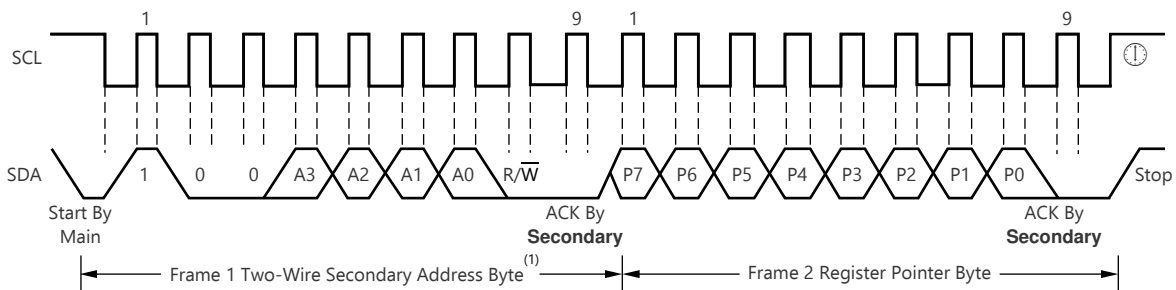 1 9 1 9
SCL
SDA 1 0 0 A3 A2 A1 A0 R/W̅ P7 P6 P5 P4 P3 P2 P1 P0 Stop
Start By
Main
ACK By
Secondary
ACK By
Secondary
Frame 1 Two-Wire Secondary Address Byte(1)
Frame 2 Register Pointer Byte